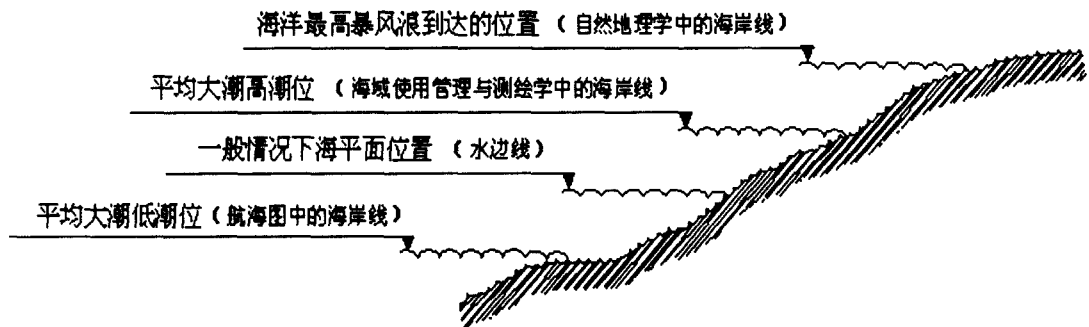 海洋最高暴风浪到达的位置（自然地理学中的海岸线）
平均大潮高潮位（海域使用管理与测绘学中的海岸线）
一般情况下海平面位置（水边线）
平均大潮低潮位（航海图中的海岸线）